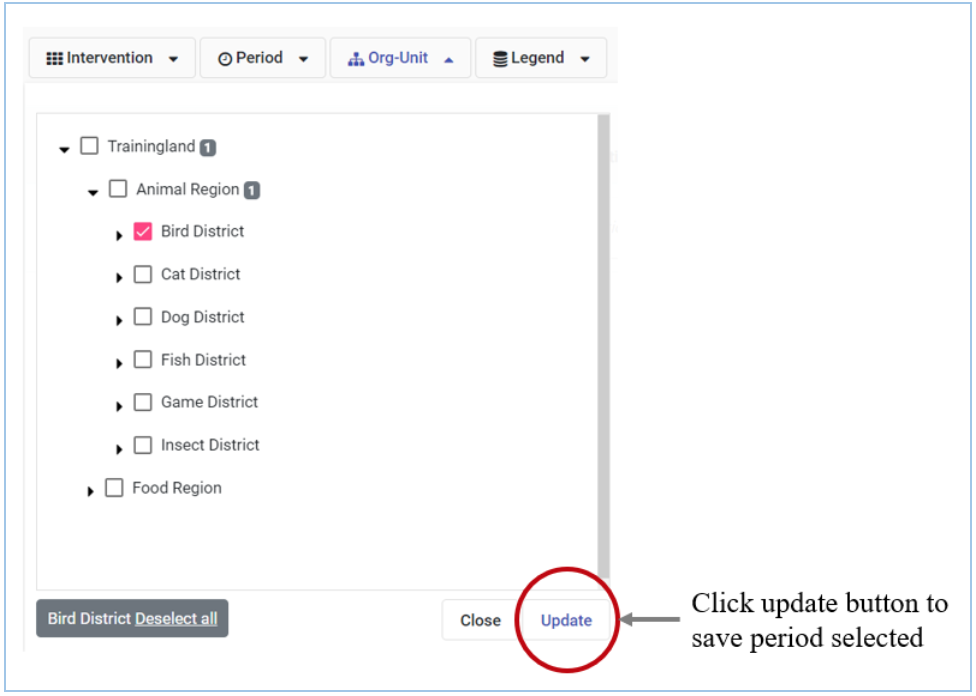 Intervention Period Org-Unit Legend
Trainingland 1
Animal Region 1
Bird District
Cat District
Dog District
Fish District
Game District
Insect District
Food Region
Bird District Deselect all Close Update
Click update button to
save period selected